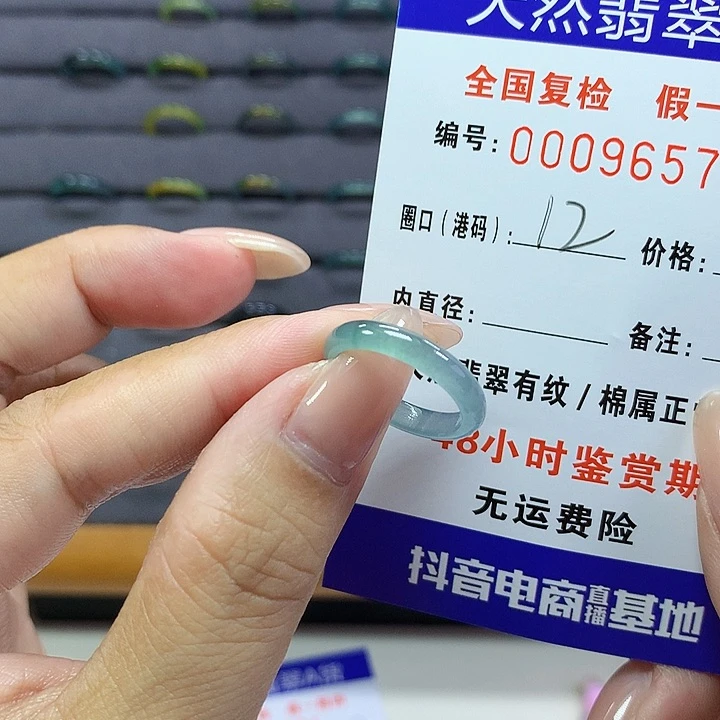 天然翡翠
全国复检 假一
编号:0009657
圈口(港码):12 价格:
内直径: 备注:
翡翠有纹/棉属正
48小时鉴赏期
无运费险
抖音电商直播基地